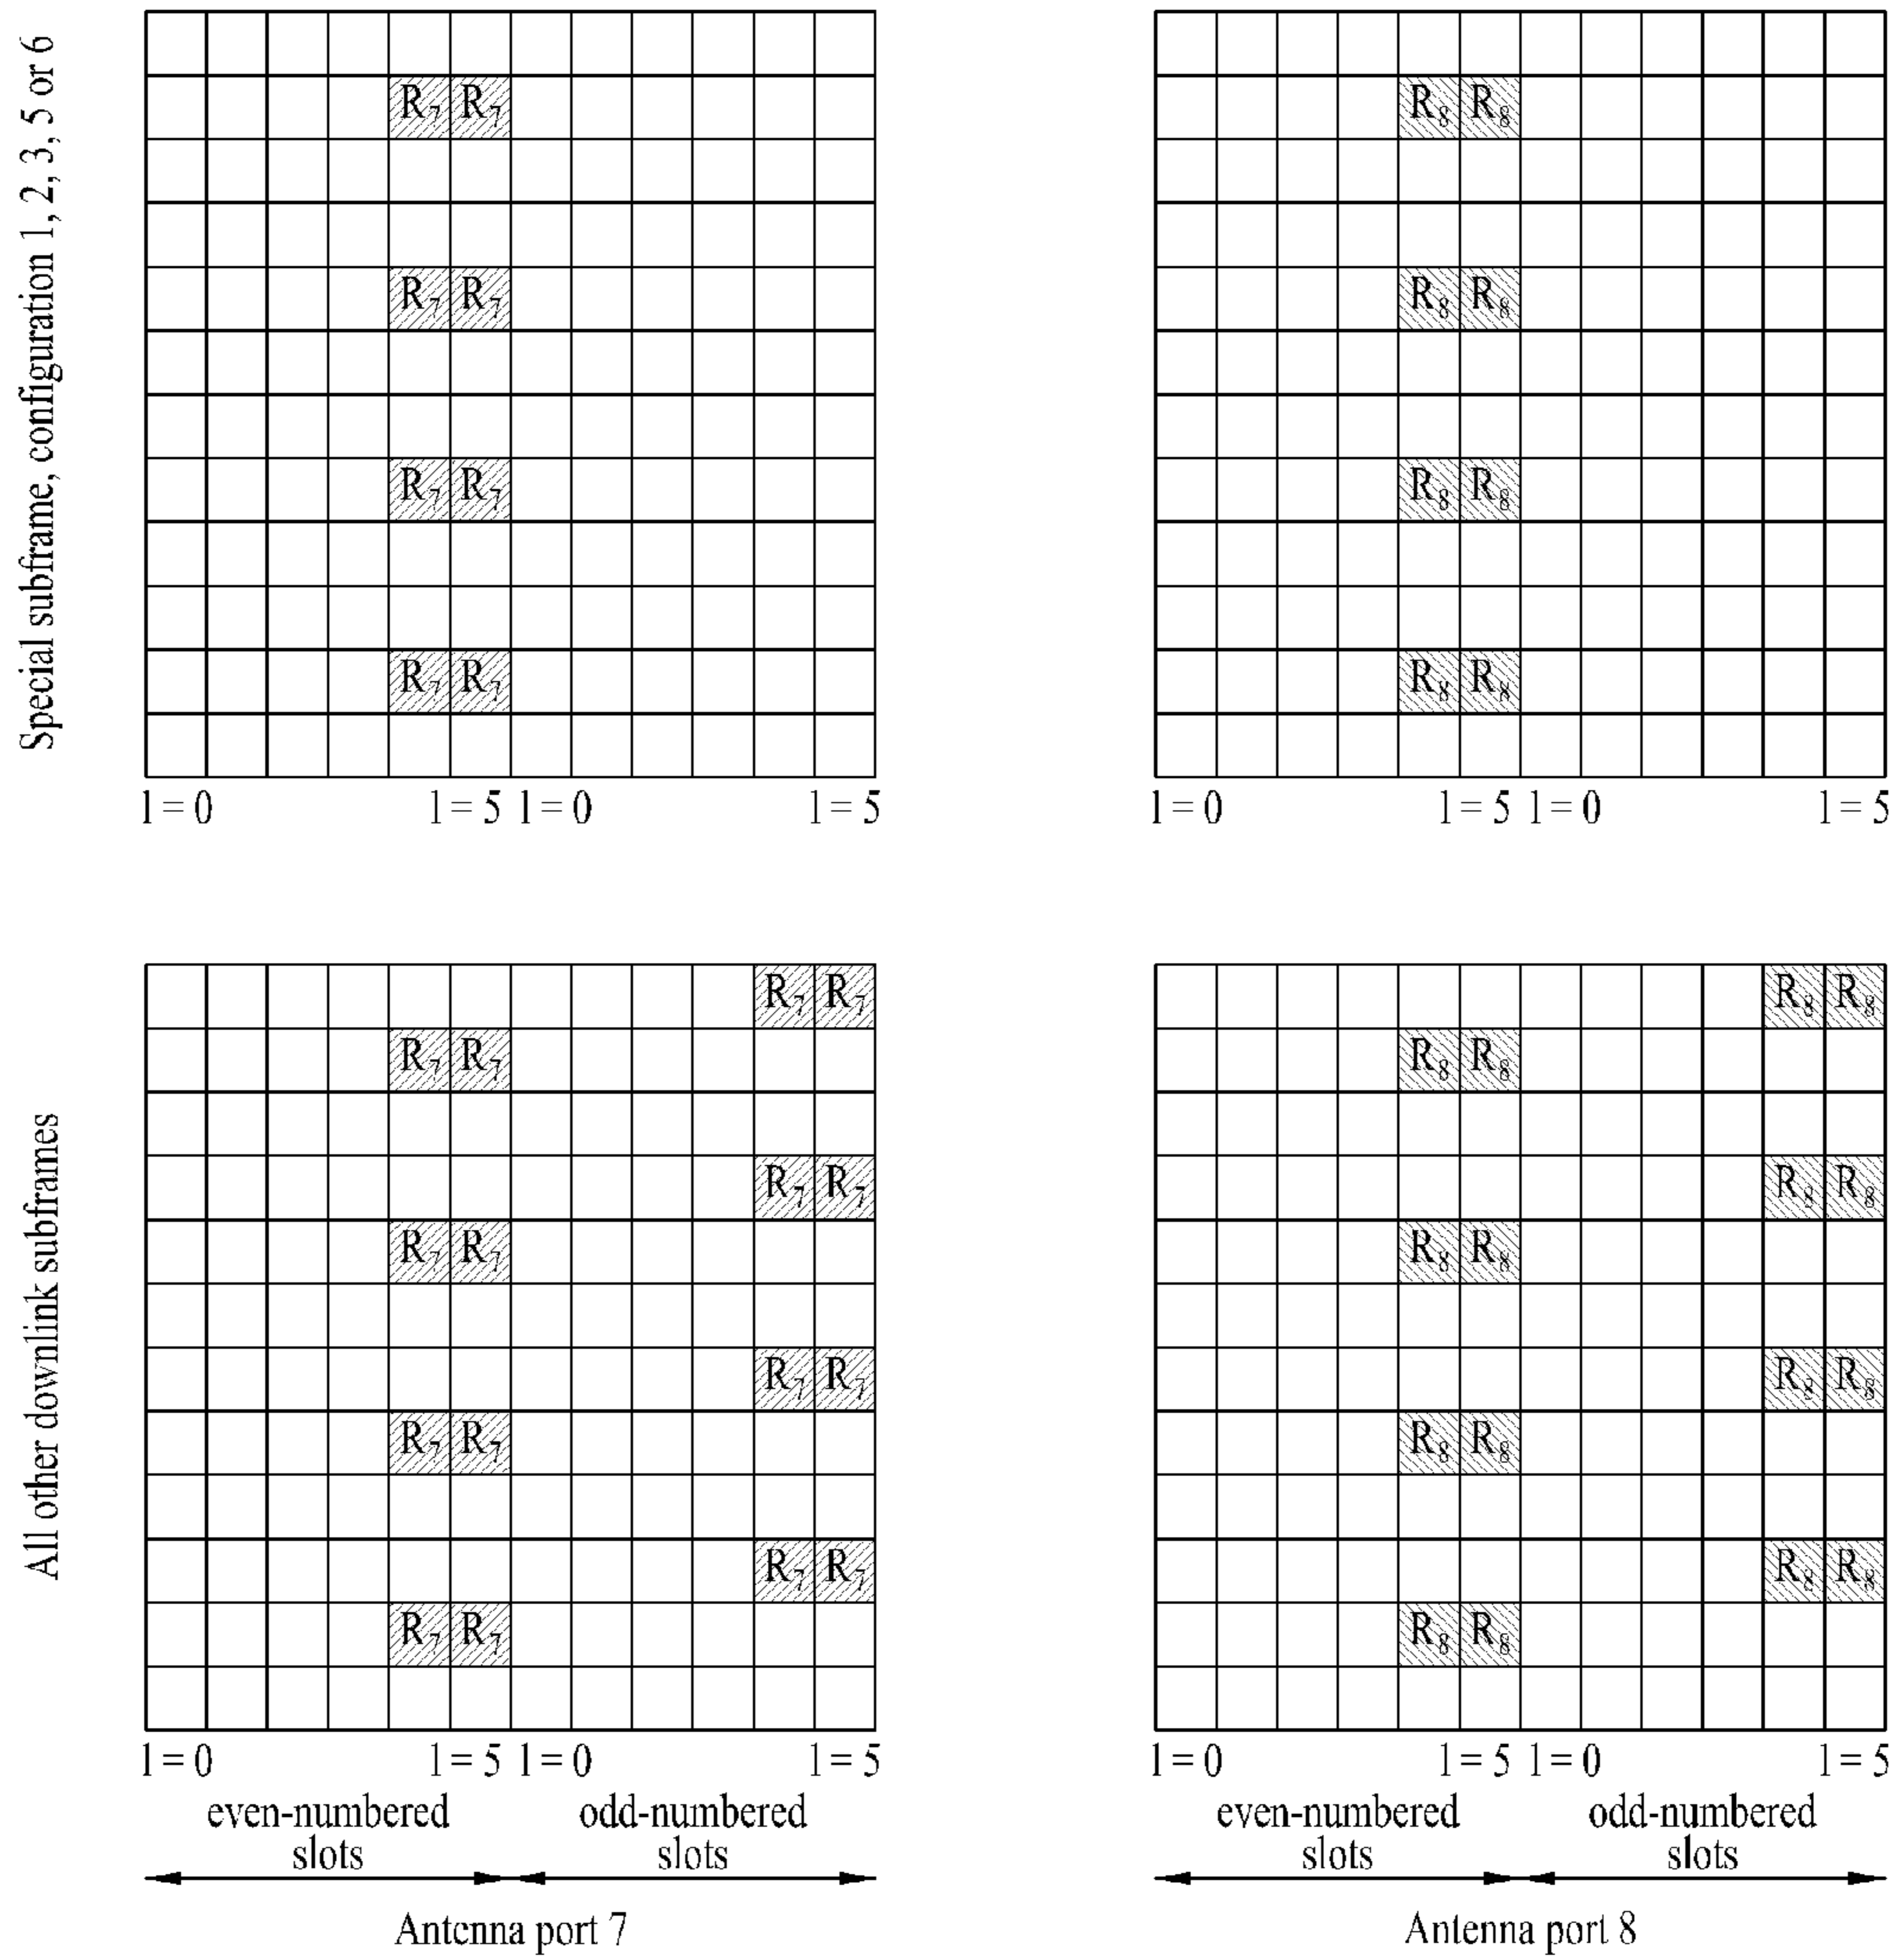 Special subframe, configuration 1, 2, 3, 5 or 6
R7 R7 R8 R8
R7 R7 R8 R8
R7 R7 R8 R8
R7 R7 R8 R8
l = 0 l = 5 l = 0 l = 5 l = 0 l = 5 l = 0 l = 5
All other downlink subframes
R7 R7 R8 R8
R7 R7 R8 R8
R7 R7 R8 R8
R7 R7 R8 R8
R7 R7 R8 R8
R7 R7 R8 R8
R7 R7 R8 R8
R7 R7 R8 R8
l = 0 l = 5 l = 0 l = 5 l = 0 l = 5 l = 0 l = 5
even-numbered odd-numbered even-numbered odd-numbered
slots slots slots slots
Antenna port 7 Antenna port 8